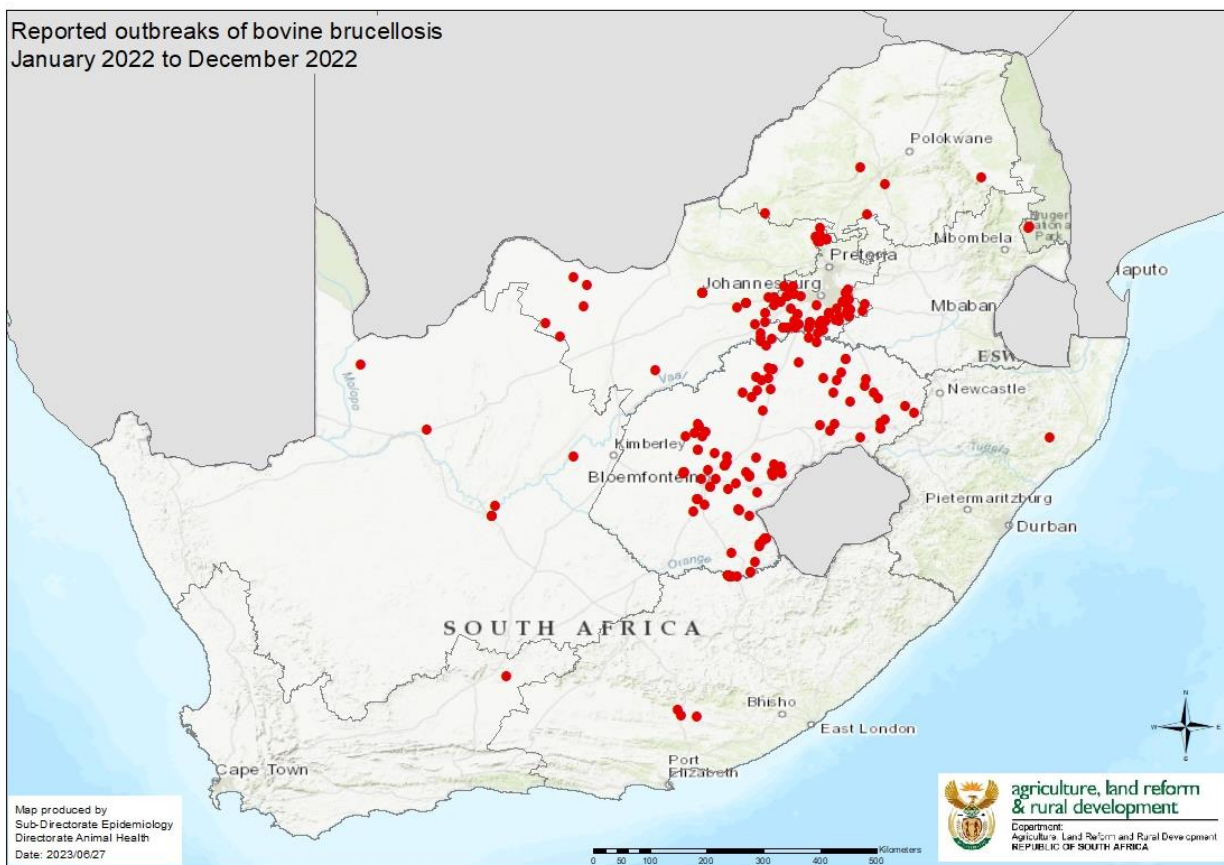 Reported outbreaks of bovine brucellosis
January 2022 to December 2022
Polokwane
Kruger
National
Park
Mbombela
Pretoria
Johannesburg
Maputo
Mbaban
ESW
Molopo
Vaal
Newcastle
Kimberley
Tugela
Bloemfontein
Pietermaritzburg
Durban
Orange
SOUTH AFRICA
Bhisho
East London
Port
Elizabeth
Cape Town
N
W E
S
Map produced by
Sub-Directorate Epidemiology
Directorate Animal Health
Date: 2023/06/27
Kilometers
0 50 100 200 300 400 500
agriculture, land reform
& rural development
Department:
Agriculture, Land Reform and Rural Development
REPUBLIC OF SOUTH AFRICA